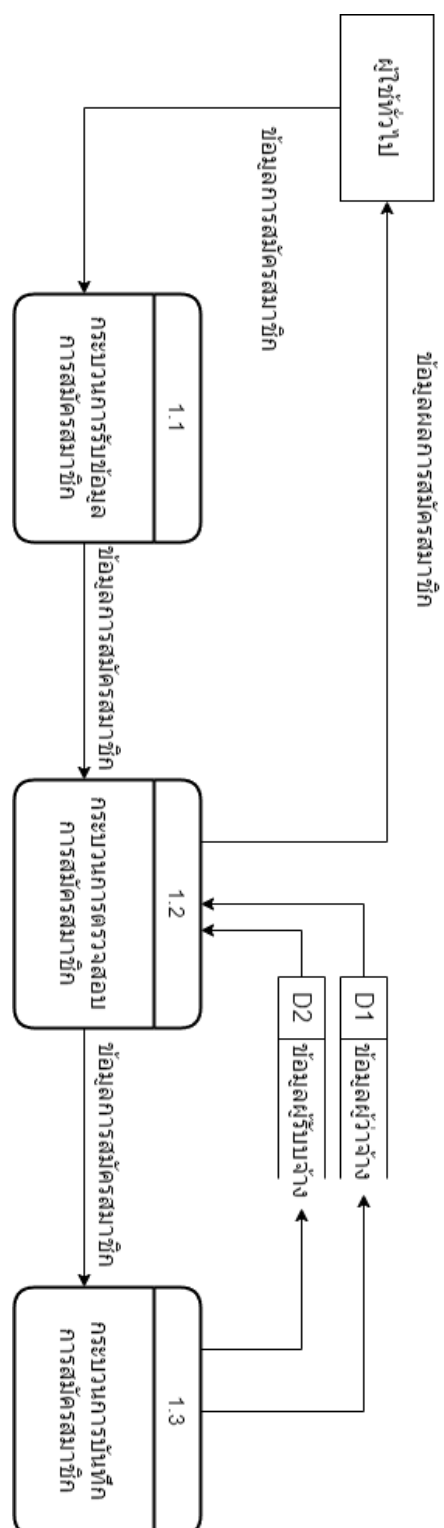 ผู้ใช้ทั่วไป
ข้อมูลการสมัครสมาชิก
ข้อมูลผลการสมัครสมาชิก
1.1
กระบวนการรับข้อมูล
การสมัครสมาชิก
ข้อมูลการสมัครสมาชิก
1.2
กระบวนการตรวจสอบ
การสมัครสมาชิก
D1
ข้อมูลผู้ว่าจ้าง
D2
ข้อมูลผู้รับบจ้าง
ข้อมูลการสมัครสมาชิก
1.3
กระบวนการบันทึก
การสมัครสมาชิก